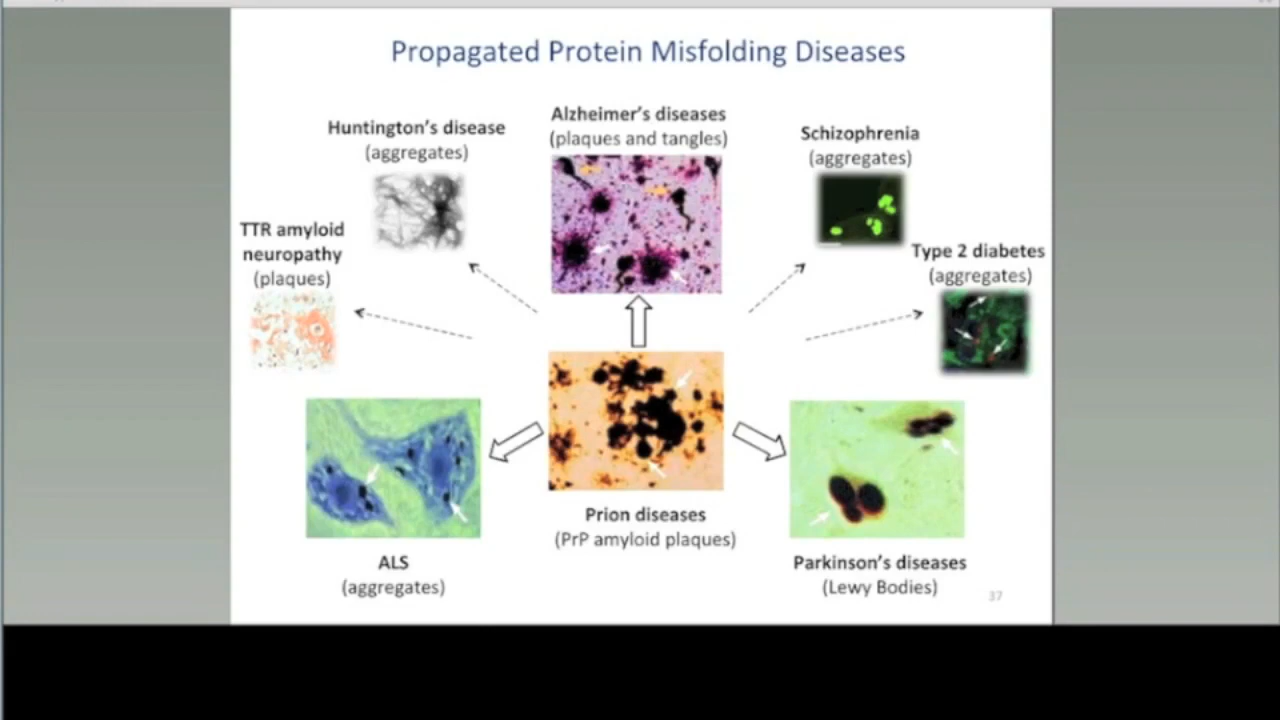 Propagated Protein Misfolding Diseases
Huntington's disease
(aggregates)
Alzheimer's diseases
(plaques and tangles)
Schizophrenia
(aggregates)
TTR amyloid
neuropathy
(plaques)
Type 2 diabetes
(aggregates)
Prion diseases
(PrP amyloid plaques)
ALS
(aggregates)
Parkinson's diseases
(Lewy Bodies)
37